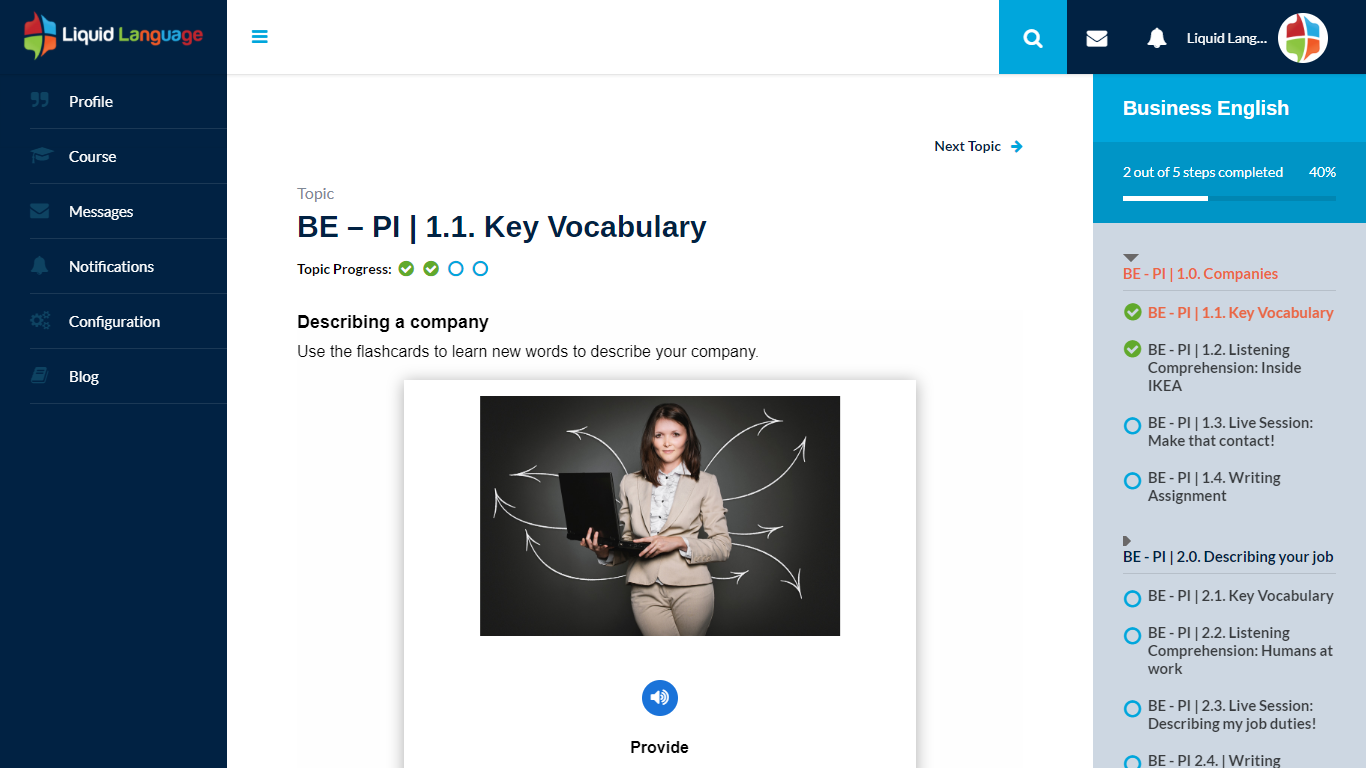 Liquid Language
Liquid Lang...
Profile
Course
Messages
Notifications
Configuration
Blog
Next Topic
Topic
BE – PI | 1.1. Key Vocabulary
Topic Progress:
Describing a company
Use the flashcards to learn new words to describe your company.
Provide
Business English
2 out of 5 steps completed 40%
BE - PI | 1.0. Companies
BE - PI | 1.1. Key Vocabulary
BE - PI | 1.2. Listening
Comprehension: Inside
IKEA
BE - PI | 1.3. Live Session:
Make that contact!
BE - PI | 1.4. Writing
Assignment
BE - PI | 2.0. Describing your job
BE - PI | 2.1. Key Vocabulary
BE - PI | 2.2. Listening
Comprehension: Humans at
work
BE - PI | 2.3. Live Session:
Describing my job duties!
BE - PI 2.4. | Writing